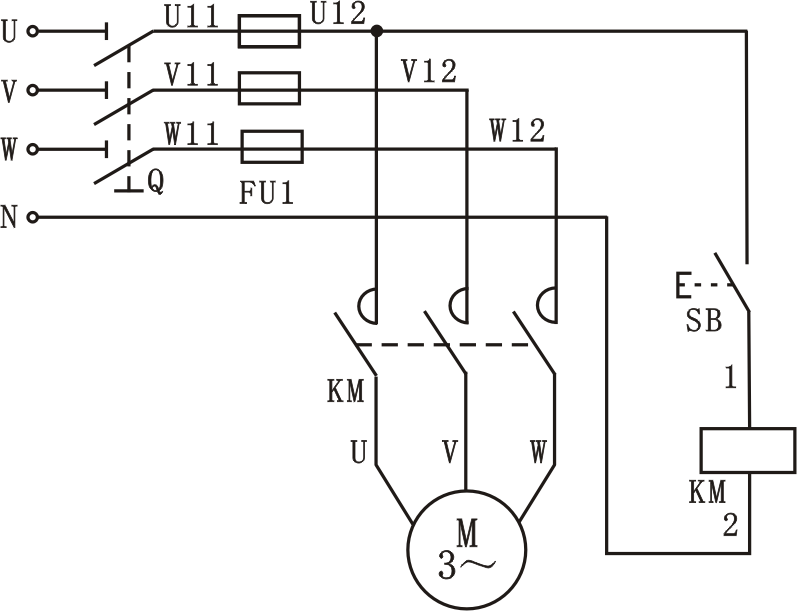 U U11 U12
V V11 V12
W W11 W12
Q
FU1
N
SB
1
KM
U V W
KM
2
M
3～